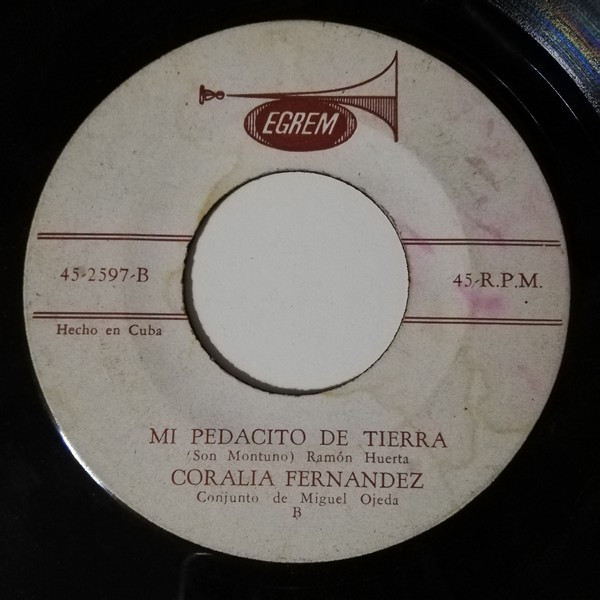 EGREM
45-2597-B
45-R.P.M.
Hecho en Cuba
MI PEDACITO DE TIERRA
(Son Montuno) Ramón Huerta
CORALIA FERNANDEZ
Conjunto de Miguel Ojeda
B